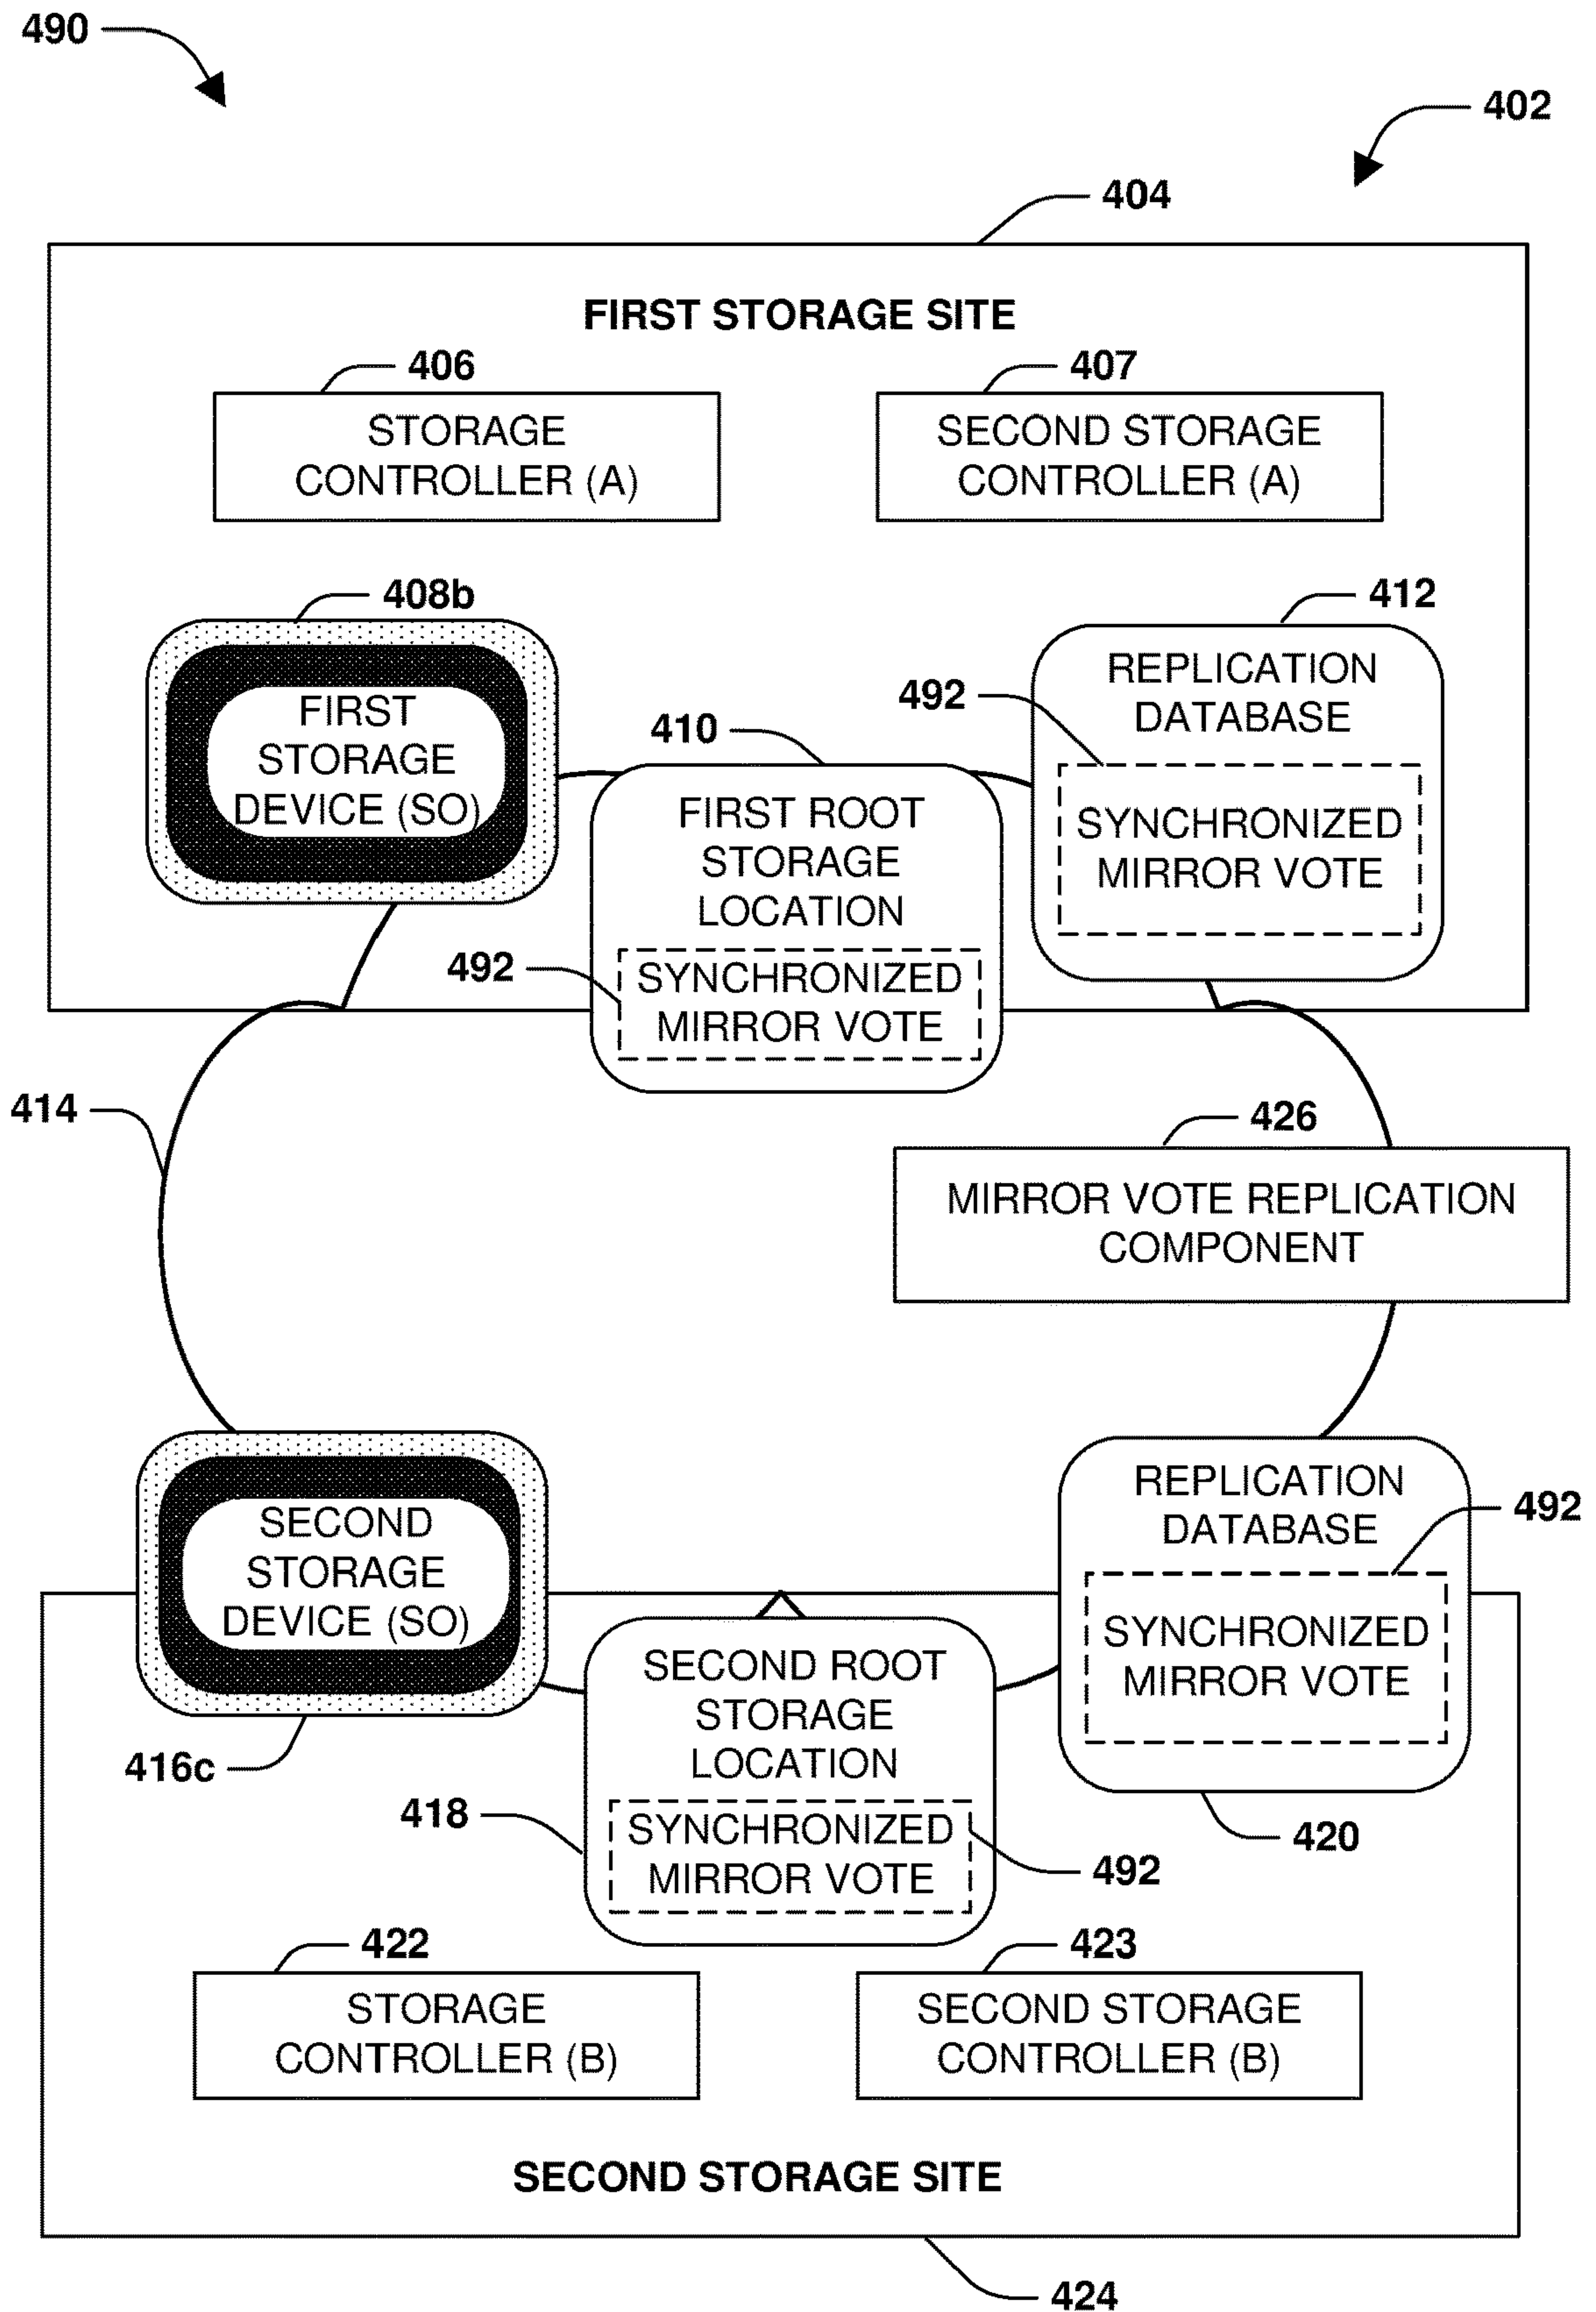 490
402
404
FIRST STORAGE SITE
406
407
STORAGE
CONTROLLER (A)
SECOND STORAGE
CONTROLLER (A)
408b
412
FIRST
STORAGE
DEVICE (SO)
410
492
REPLICATION
DATABASE
SYNCHRONIZED
MIRROR VOTE
FIRST ROOT
STORAGE
LOCATION
492
SYNCHRONIZED
MIRROR VOTE
414
426
MIRROR VOTE REPLICATION
COMPONENT
SECOND
STORAGE
DEVICE (SO)
416c
REPLICATION
DATABASE
492
SYNCHRONIZED
MIRROR VOTE
420
SECOND ROOT
STORAGE
LOCATION
418
SYNCHRONIZED
MIRROR VOTE
492
422
423
STORAGE
CONTROLLER (B)
SECOND STORAGE
CONTROLLER (B)
SECOND STORAGE SITE
424